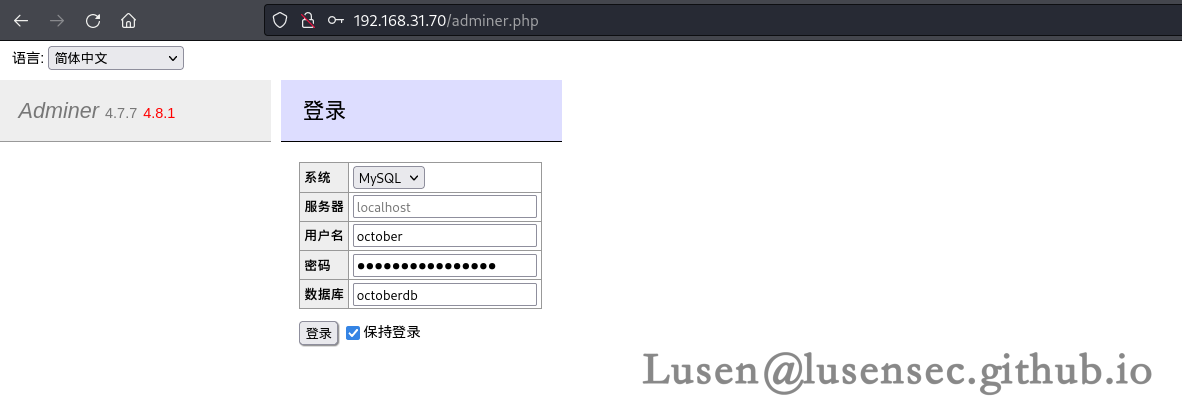 192.168.31.70/adminer.php
语言: 简体中文
Adminer 4.7.7 4.8.1
登录
系统 MySQL
服务器 localhost
用户名 october
密码 ●●●●●●●●●●●●●●●●
数据库 octoberdb
登录 保持登录
Lusen@lusensec.github.io